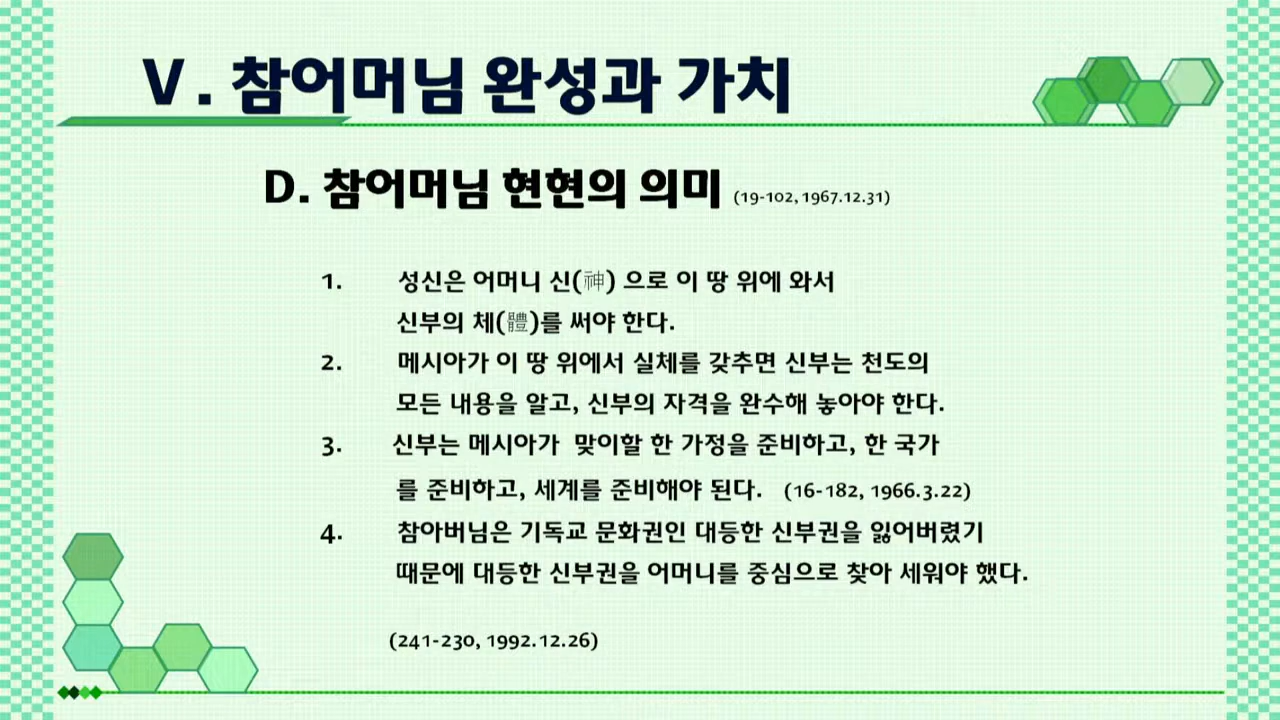 Ⅴ. 참어머님 완성과 가치
D. 참어머님 현현의 의미 (19-102, 1967.12.31)
1. 성신은 어머니 신(神) 으로 이 땅 위에 와서
신부의 체(體)를 써야 한다.
2. 메시아가 이 땅 위에서 실체를 갖추면 신부는 천도의
모든 내용을 알고, 신부의 자격을 완수해 놓아야 한다.
3. 신부는 메시아가 맞이할 한 가정을 준비하고, 한 국가
를 준비하고, 세계를 준비해야 된다. (16-182, 1966.3.22)
4. 참아버님은 기독교 문화권인 대등한 신부권을 잃어버렸기
때문에 대등한 신부권을 어머니를 중심으로 찾아 세워야 했다.
(241-230, 1992.12.26)